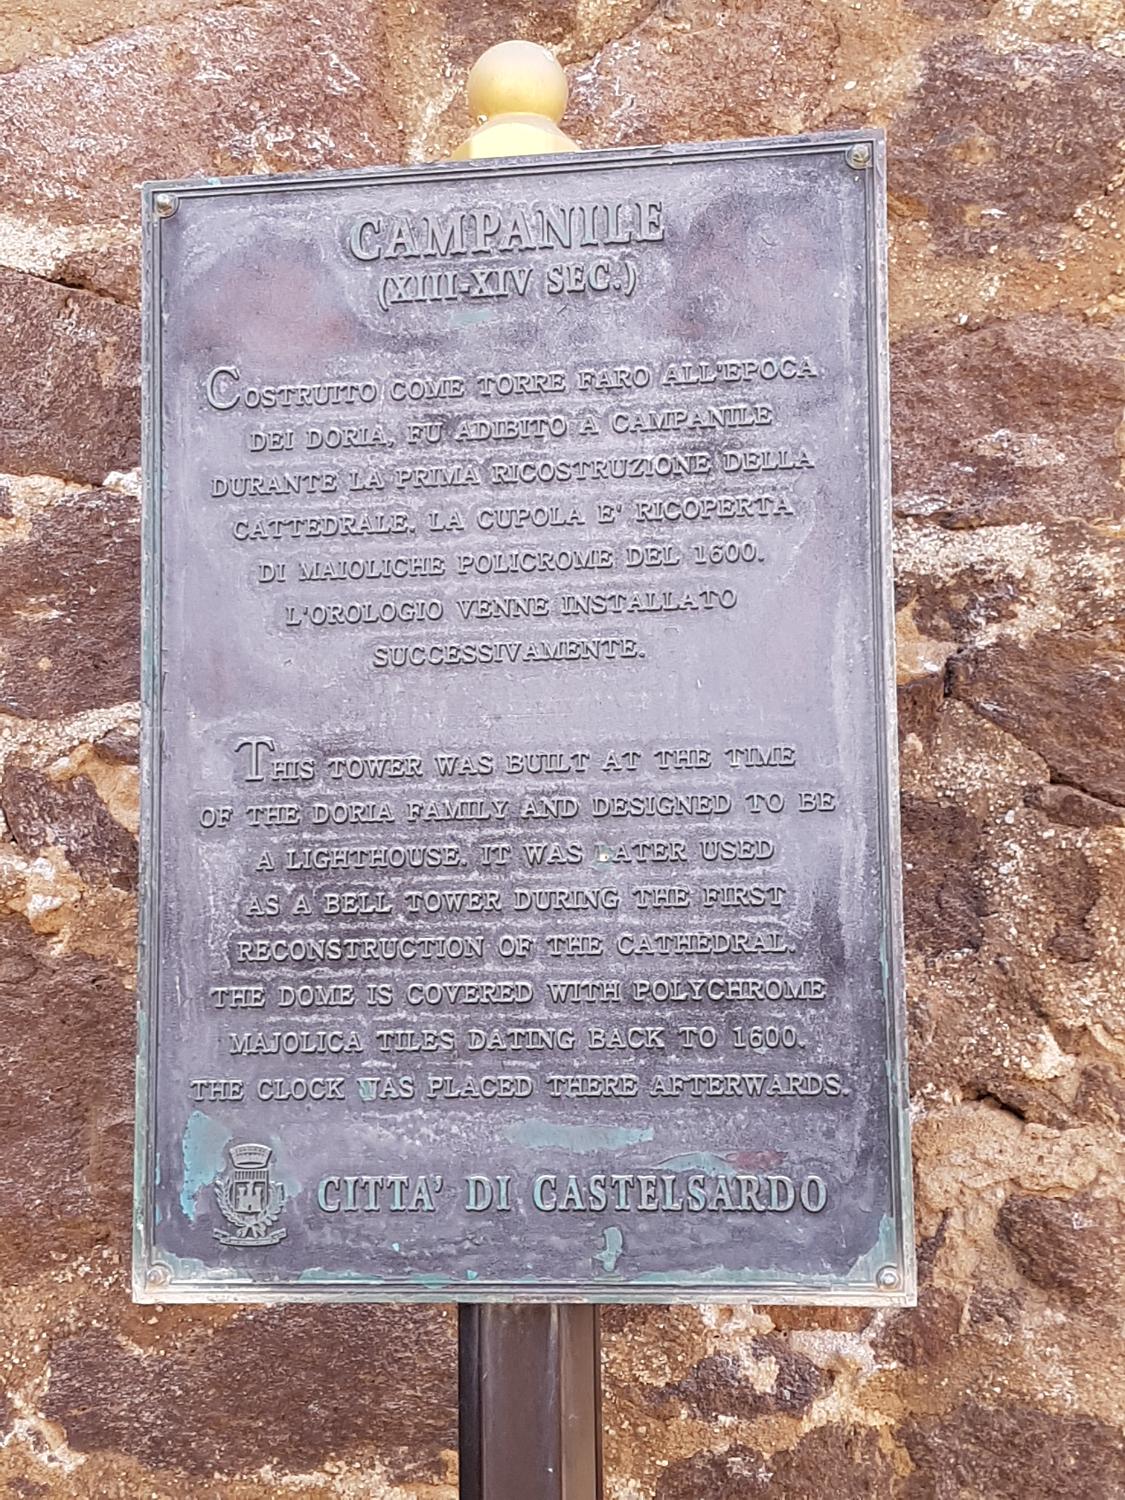 CAMPANILE
(XIII-XIV SEC.)
COSTRUITO COME TORRE FARO ALL'EPOCA
DEI DORIA, FU ADIBITO A CAMPANILE
DURANTE LA PRIMA RICOSTRUZIONE DELLA
CATTEDRALE. LA CUPOLA E' RICOPERTA
DI MAIOLICHE POLICROME DEL 1600.
L'OROLOGIO VENNE INSTALLATO
SUCCESSIVAMENTE.
THIS TOWER WAS BUILT AT THE TIME
OF THE DORIA FAMILY AND DESIGNED TO BE
A LIGHTHOUSE. IT WAS LATER USED
AS A BELL TOWER DURING THE FIRST
RECONSTRUCTION OF THE CATHEDRAL.
THE DOME IS COVERED WITH POLYCHROME
MAJOLICA TILES DATING BACK TO 1600.
THE CLOCK WAS PLACED THERE AFTERWARDS.
CITTA' DI CASTELSARDO